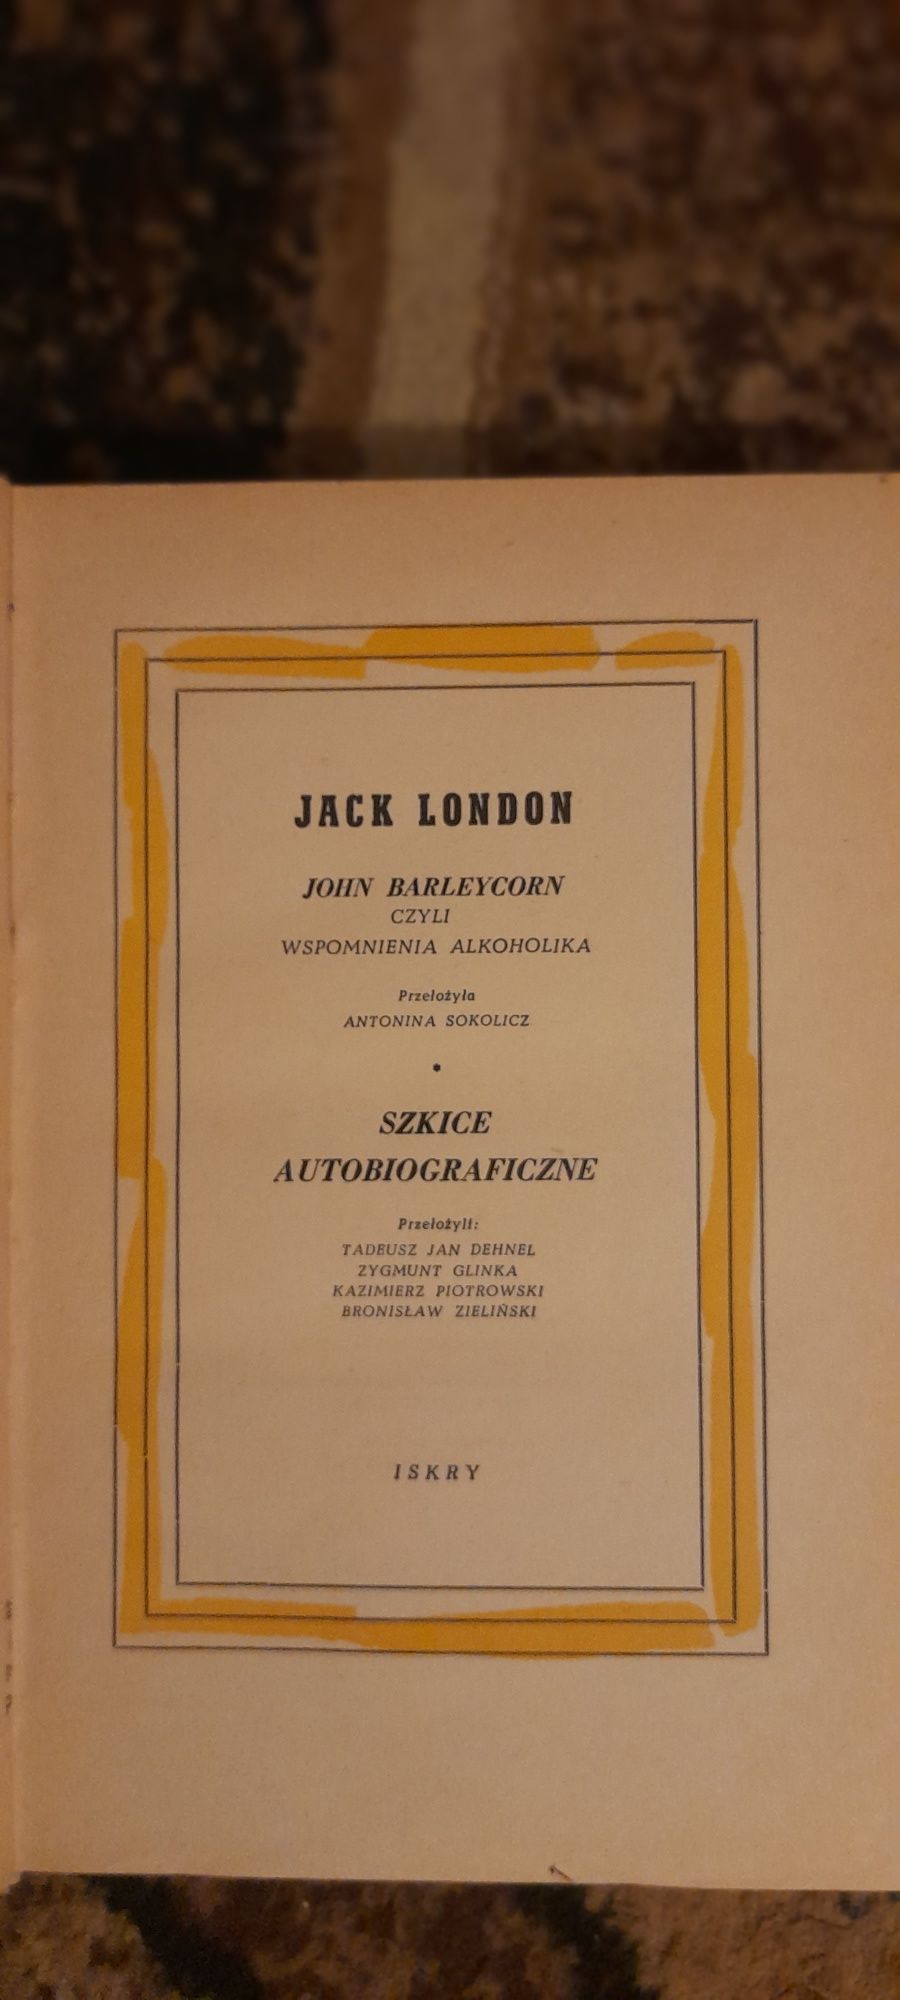 JACK LONDON
JOHN BARLEYCORN
CZYLI
WSPOMNIENIA ALKOHOLIKA
Przełożyła
ANTONINA SOKOLICZ
•
SZKICE
AUTOBIOGRAFICZNE
Przełożyli:
TADEUSZ JAN DEHNEL
ZYGMUNT GLINKA
KAZIMIERZ PIOTROWSKI
BRONISŁAW ZIELIŃSKI
ISKRY